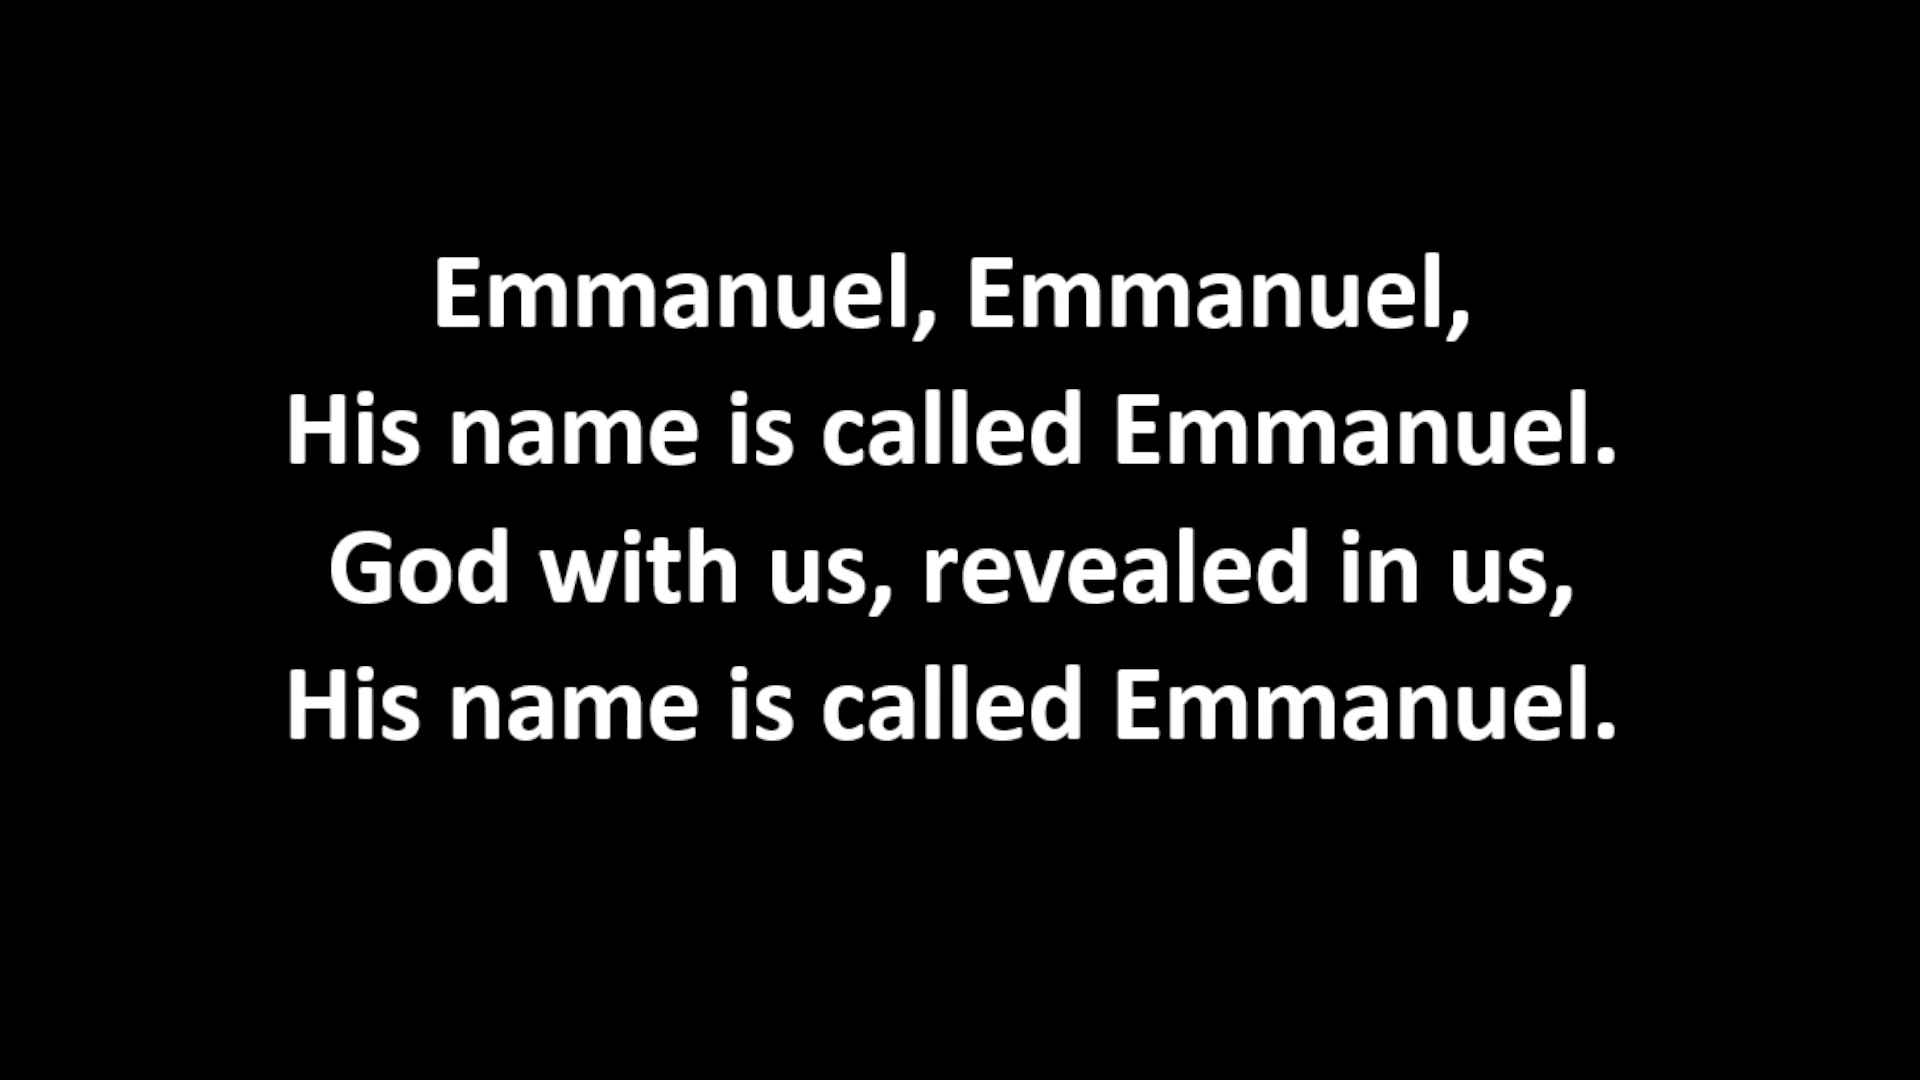 Emmanuel, Emmanuel,
His name is called Emmanuel.
God with us, revealed in us,
His name is called Emmanuel.